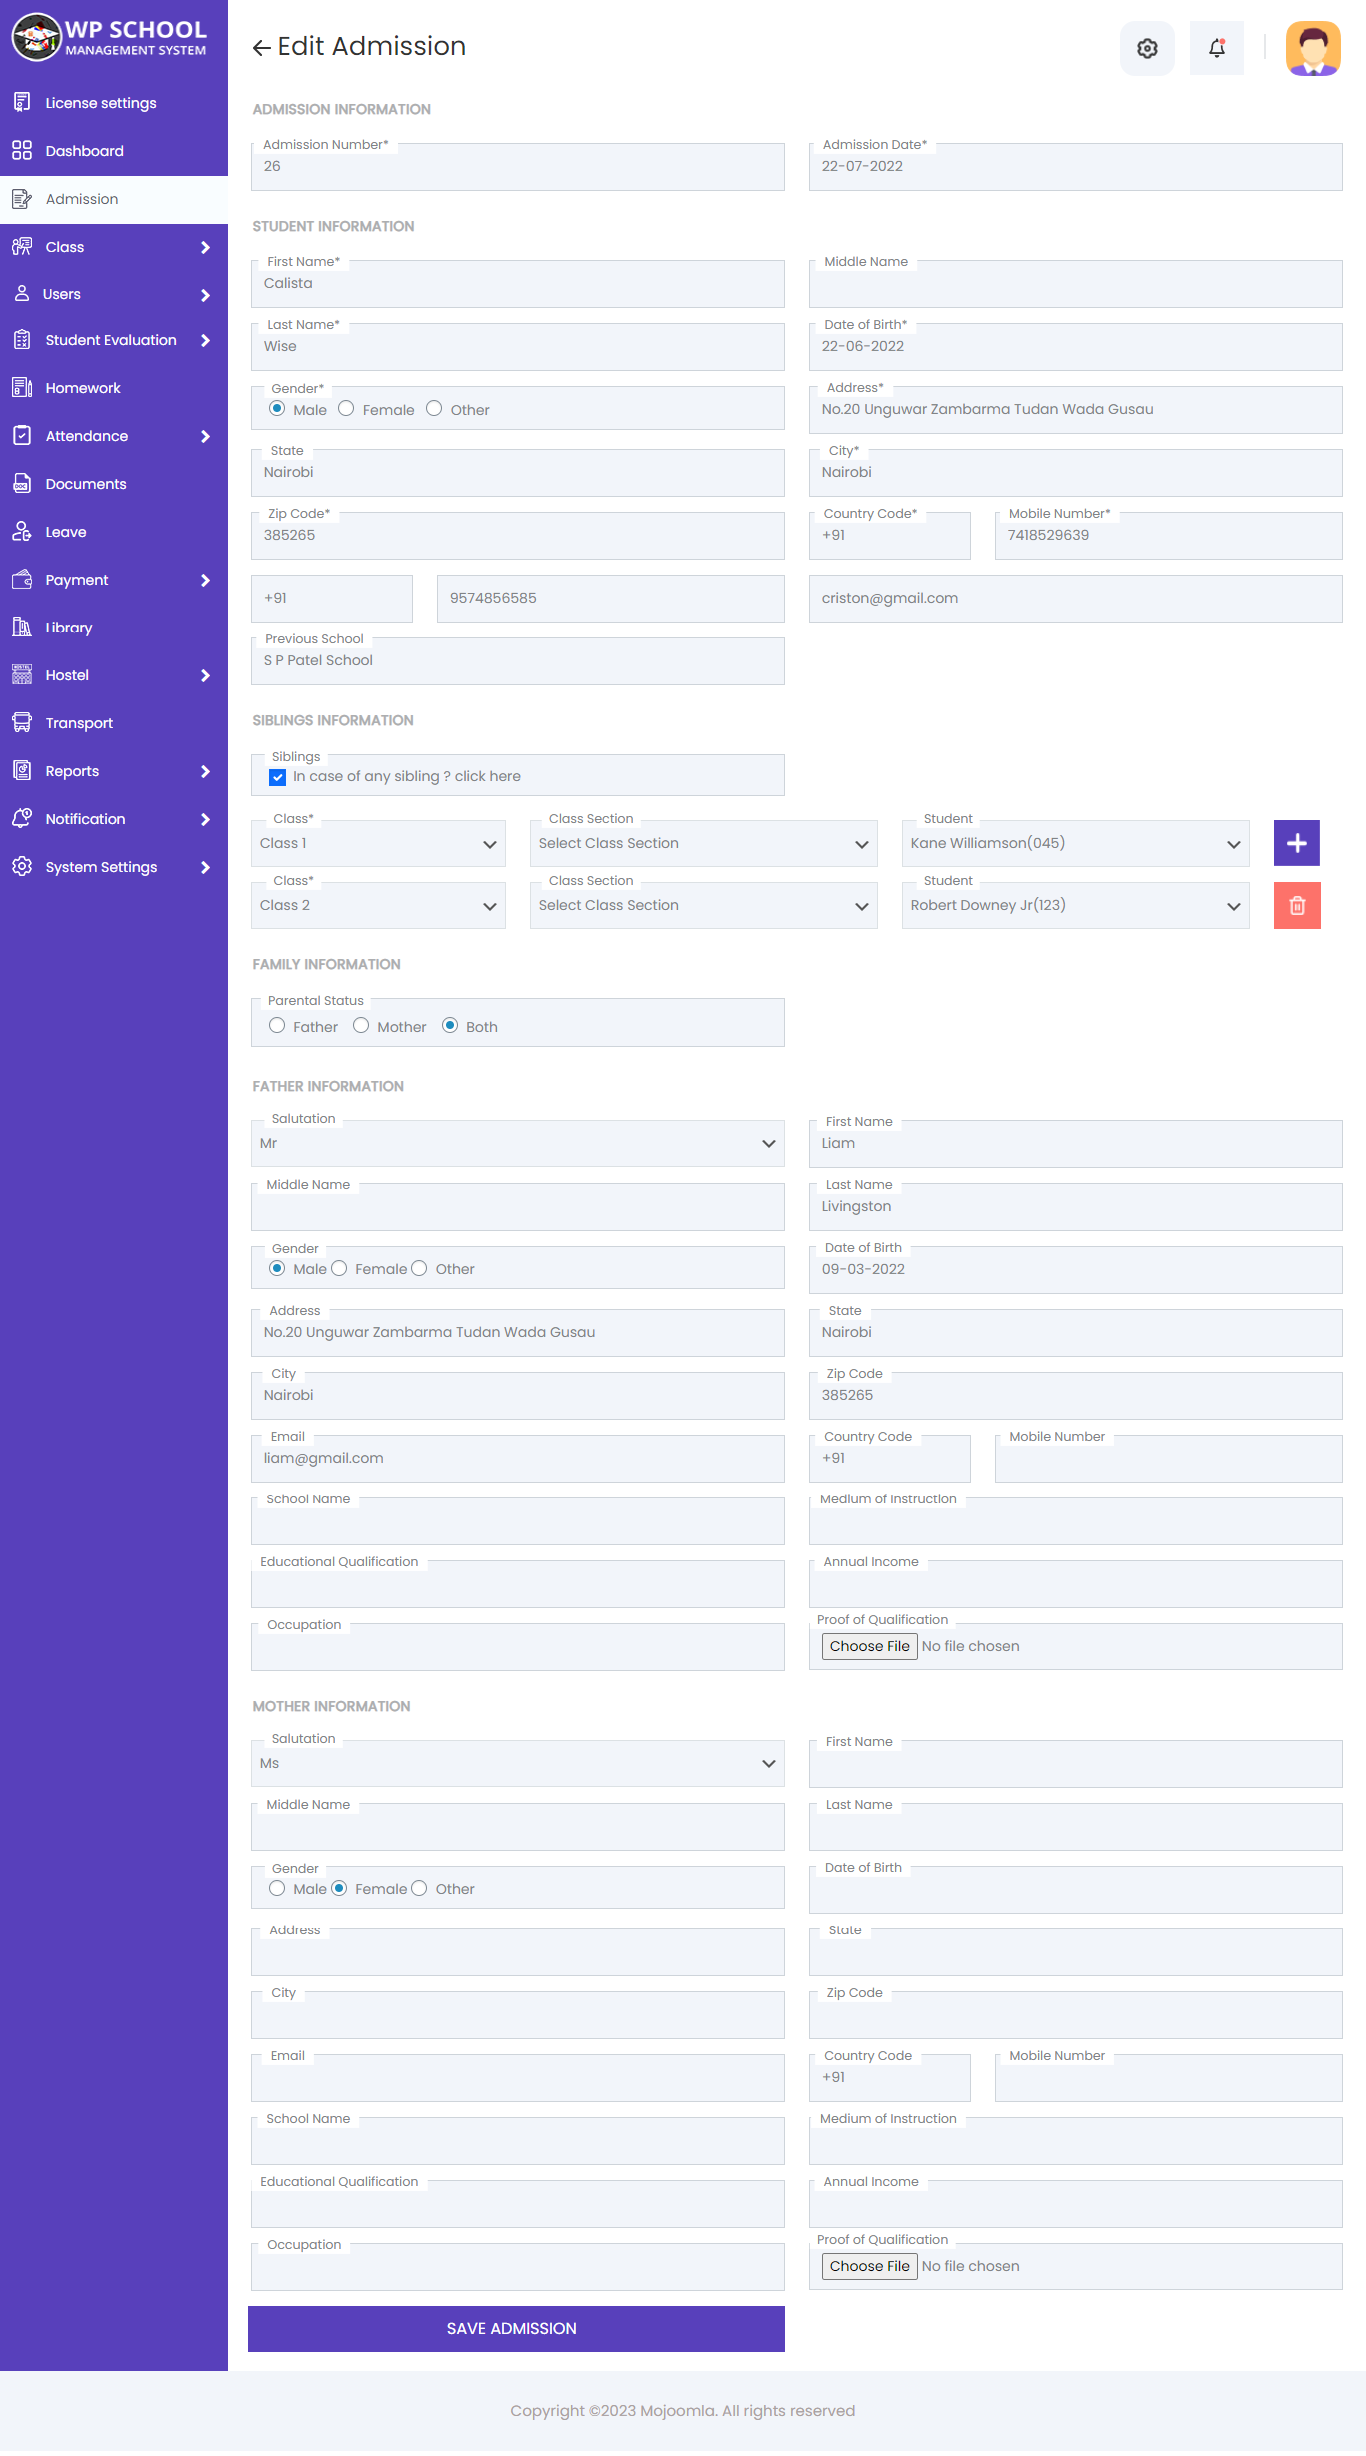 WP SCHOOL
MANAGEMENT SYSTEM
License settings
Dashboard
Admission
Class
Users
Student Evaluation
Homework
Attendance
Documents
Leave
Payment
Library
Hostel
Transport
Reports
Notification
System Settings
Edit Admission
ADMISSION INFORMATION
Admission Number* Admission Date*
26 22-07-2022
STUDENT INFORMATION
First Name* Middle Name
Calista
Last Name* Date of Birth*
Wise 22-06-2022
Gender* Address*
Male Female Other No.20 Unguwar Zambarma Tudan Wada Gusau
State City*
Nairobi Nairobi
Zip Code* Country Code* Mobile Number*
385265 +91 7418529639
+91 9574856585 criston@gmail.com
Previous School
S P Patel School
SIBLINGS INFORMATION
Siblings
In case of any sibling ? click here
Class* Class Section Student
Class 1 Select Class Section Kane Williamson(045)
Class* Class Section Student
Class 2 Select Class Section Robert Downey Jr(123)
FAMILY INFORMATION
Parental Status
Father Mother Both
FATHER INFORMATION
Salutation First Name
Mr Liam
Middle Name Last Name
Livingston
Gender Date of Birth
Male Female Other 09-03-2022
Address State
No.20 Unguwar Zambarma Tudan Wada Gusau Nairobi
City Zip Code
Nairobi 385265
Email Country Code Mobile Number
liam@gmail.com +91
School Name Medium of Instruction
Educational Qualification Annual Income
Occupation Proof of Qualification
Choose File No file chosen
MOTHER INFORMATION
Salutation First Name
Ms
Middle Name Last Name
Gender Date of Birth
Male Female Other
Address State
City Zip Code
Email Country Code Mobile Number
+91
School Name Medium of Instruction
Educational Qualification Annual Income
Occupation Proof of Qualification
Choose File No file chosen
SAVE ADMISSION
Copyright ©2023 Mojoomla. All rights reserved